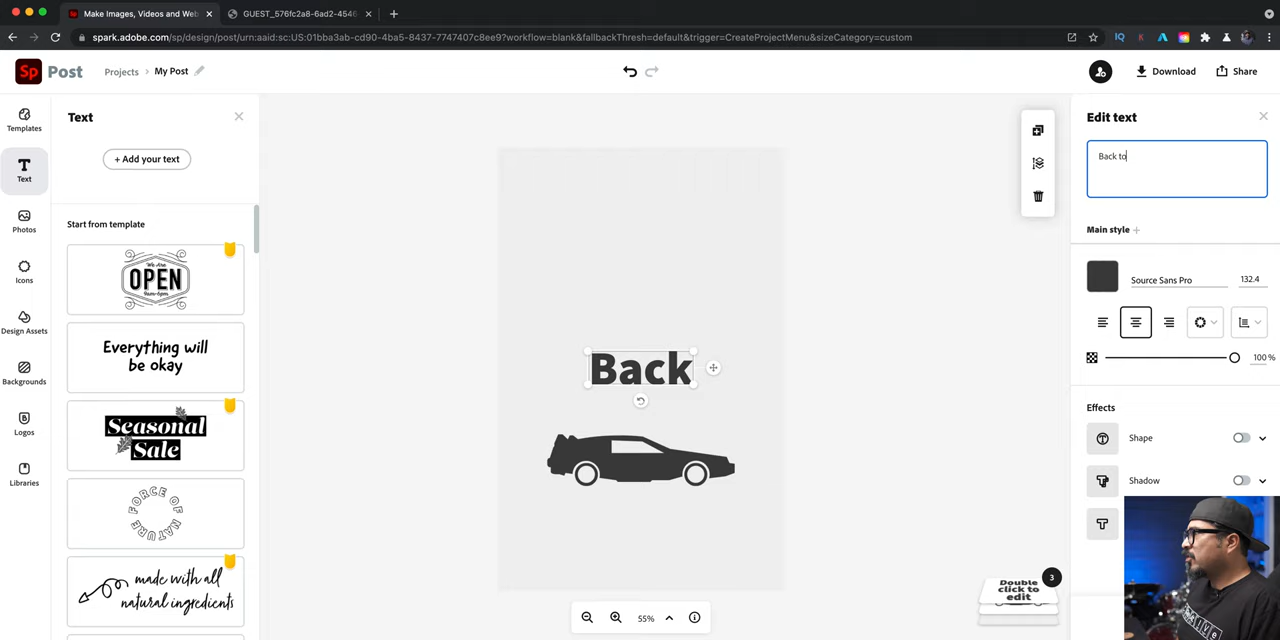 Make Images, Videos and Web
GUEST_576fc2a8-6ad2-4546
spark.adobe.com/sp/design/post/urn:aaid:sc:US:01bba3ab-cd90-4ba5-8437-7747407c8ee9?workflow=blank&fallbackThresh=default&trigger=CreateProjectMenu&sizeCategory=custom
Sp Post Projects My Post
Download
Share
Templates
Text
Photos
Icons
Design Assets
Backgrounds
Logos
Libraries
Text
+ Add your text
Start from template
We Are
OPEN
Everything will
be okay
Seasonal
Sale
FORCE OF NATURE
made with all
natural ingredients
Back
55%
Double
click to
edit
3
Edit text
Back to
Main style
Source Sans Pro 132.4
100 %
Effects
Shape
Shadow